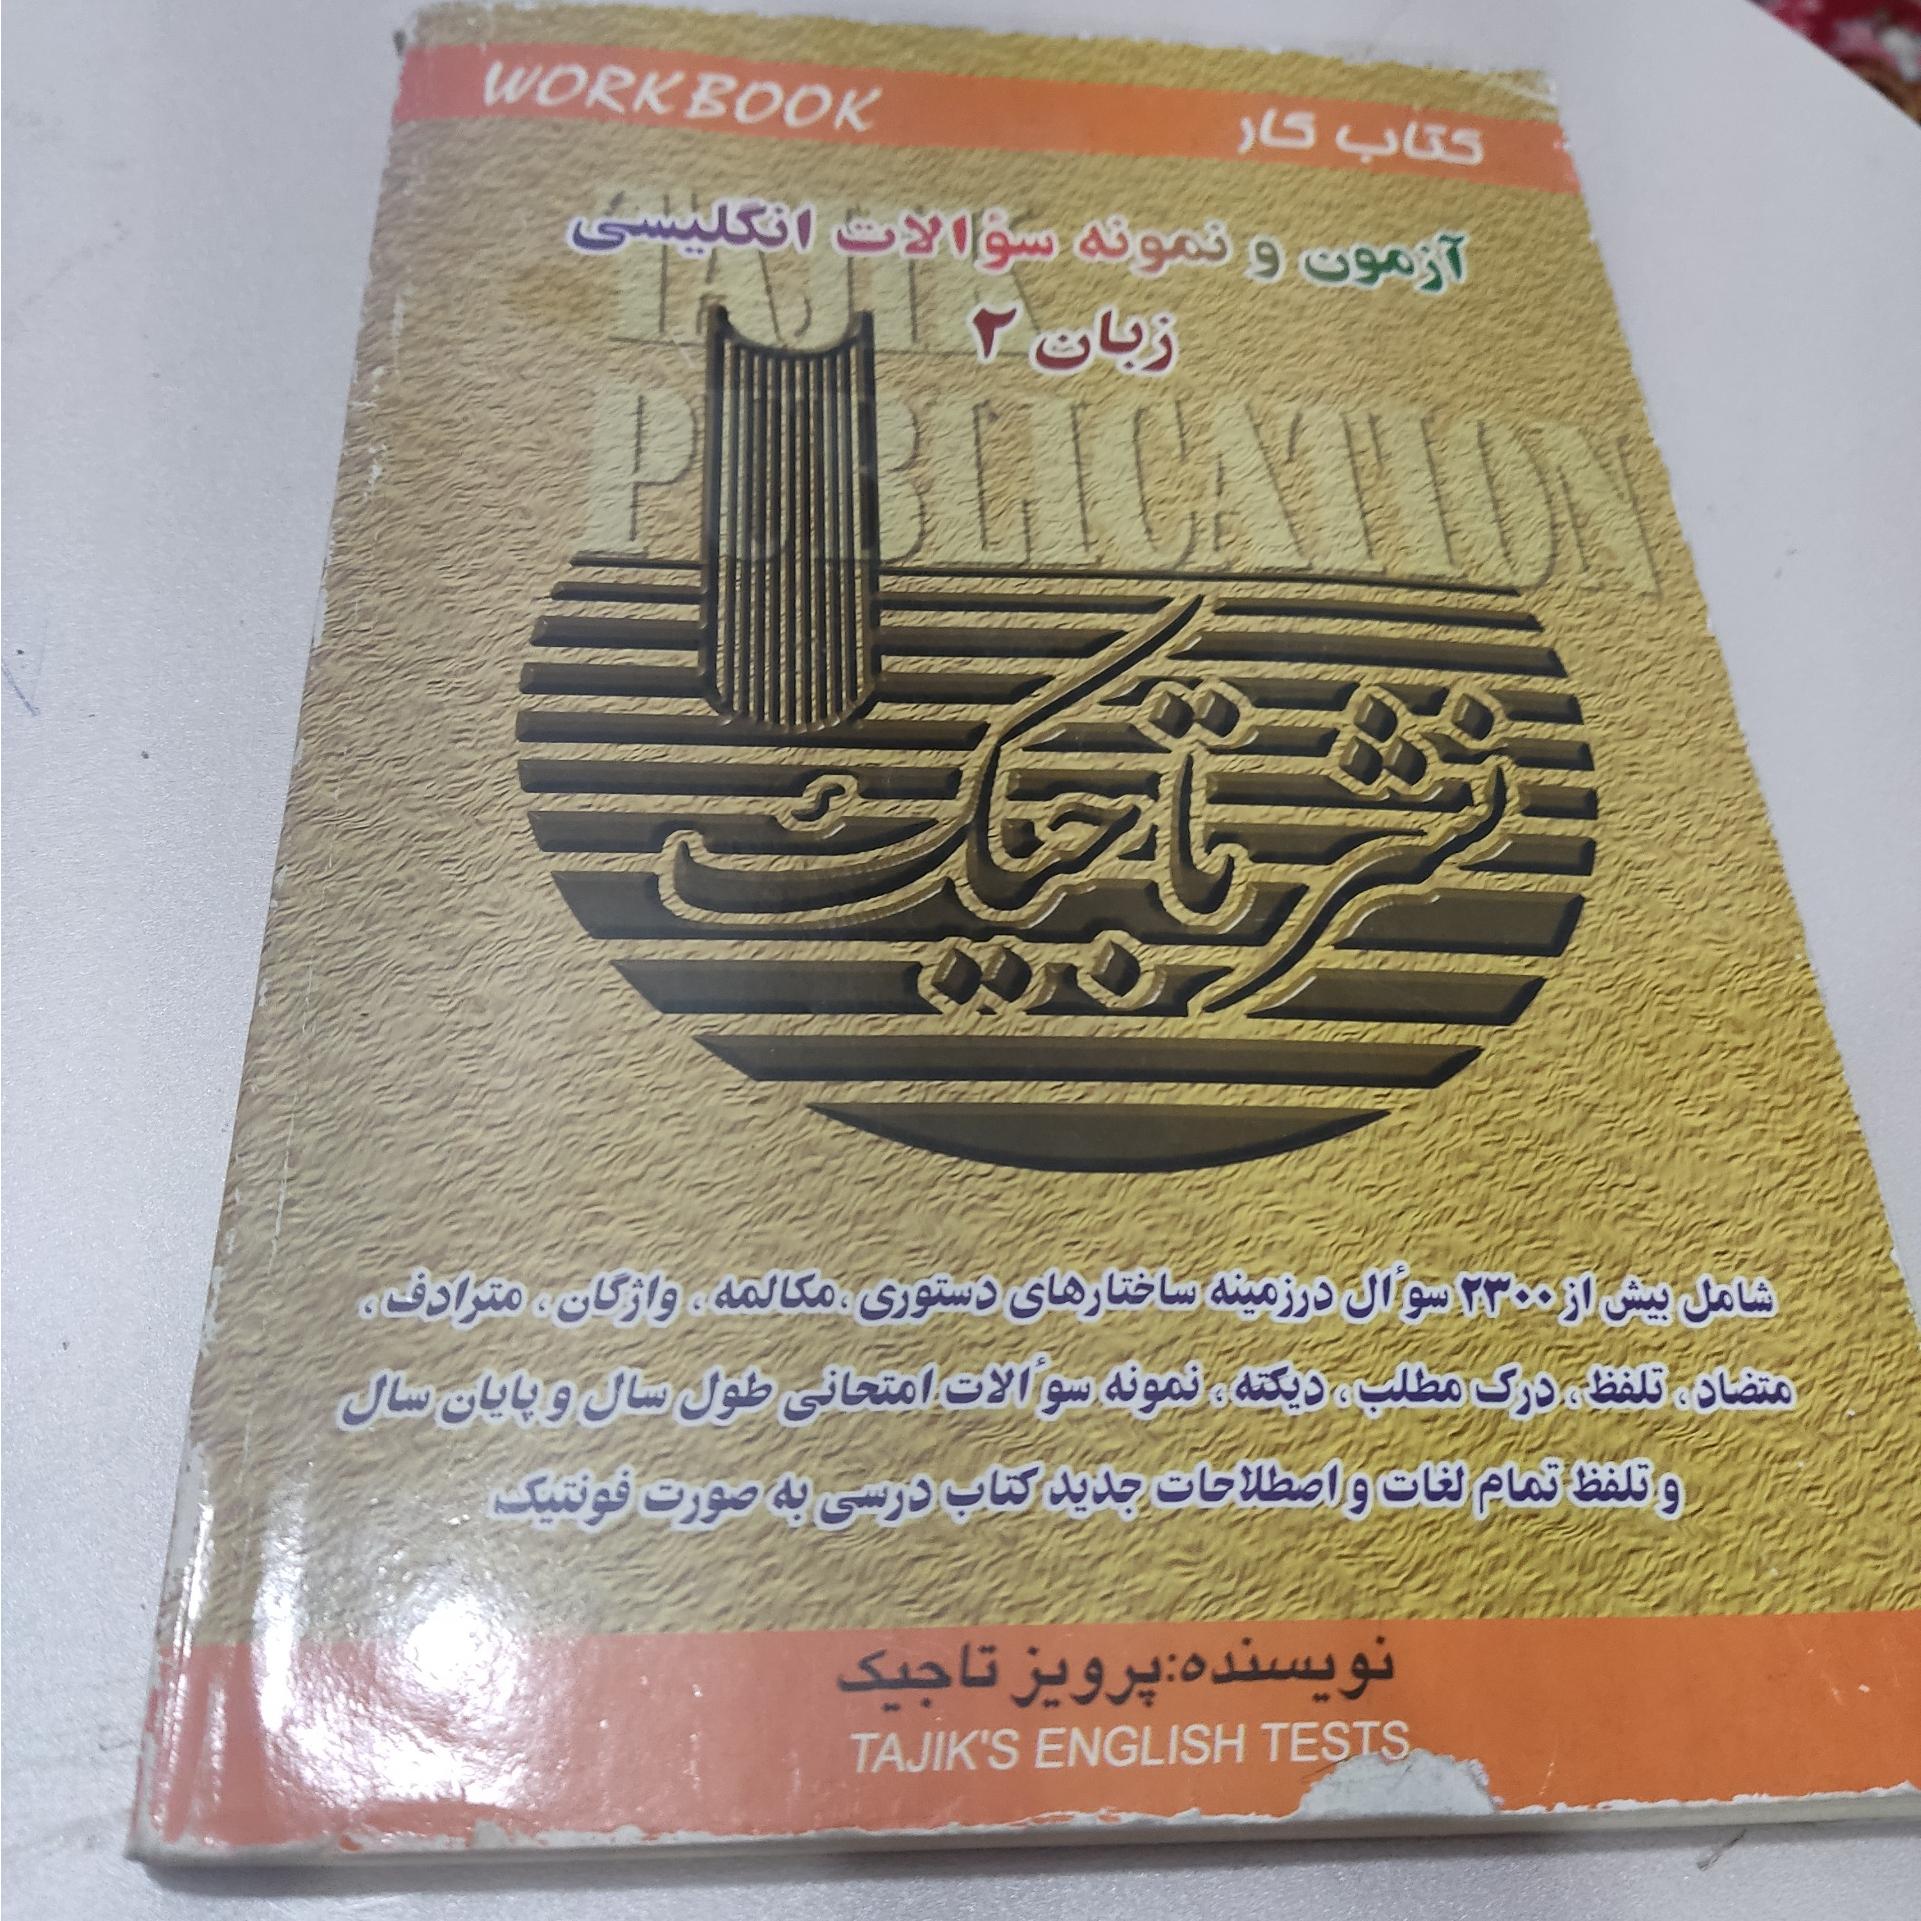 WORKBOOK کتاب کار
آزمون و نمونه سؤالات انگلیسی
زبان ۲
TAJIK
PUBLICATION
نشر تاجیک
شامل بیش از ۲۳۰۰ سؤال درزمینه ساختارهای دستوری ،مکالمه ، واژگان ، مترادف ،
متضاد ، تلفظ ، درک مطلب ، دیکته ، نمونه سؤالات امتحانی طول سال و پایان سال
و تلفظ تمام لغات و اصطلاحات جدید کتاب درسی به صورت فونتیک.
نویسنده:پرویز تاجیک
TAJIK'S ENGLISH TESTS